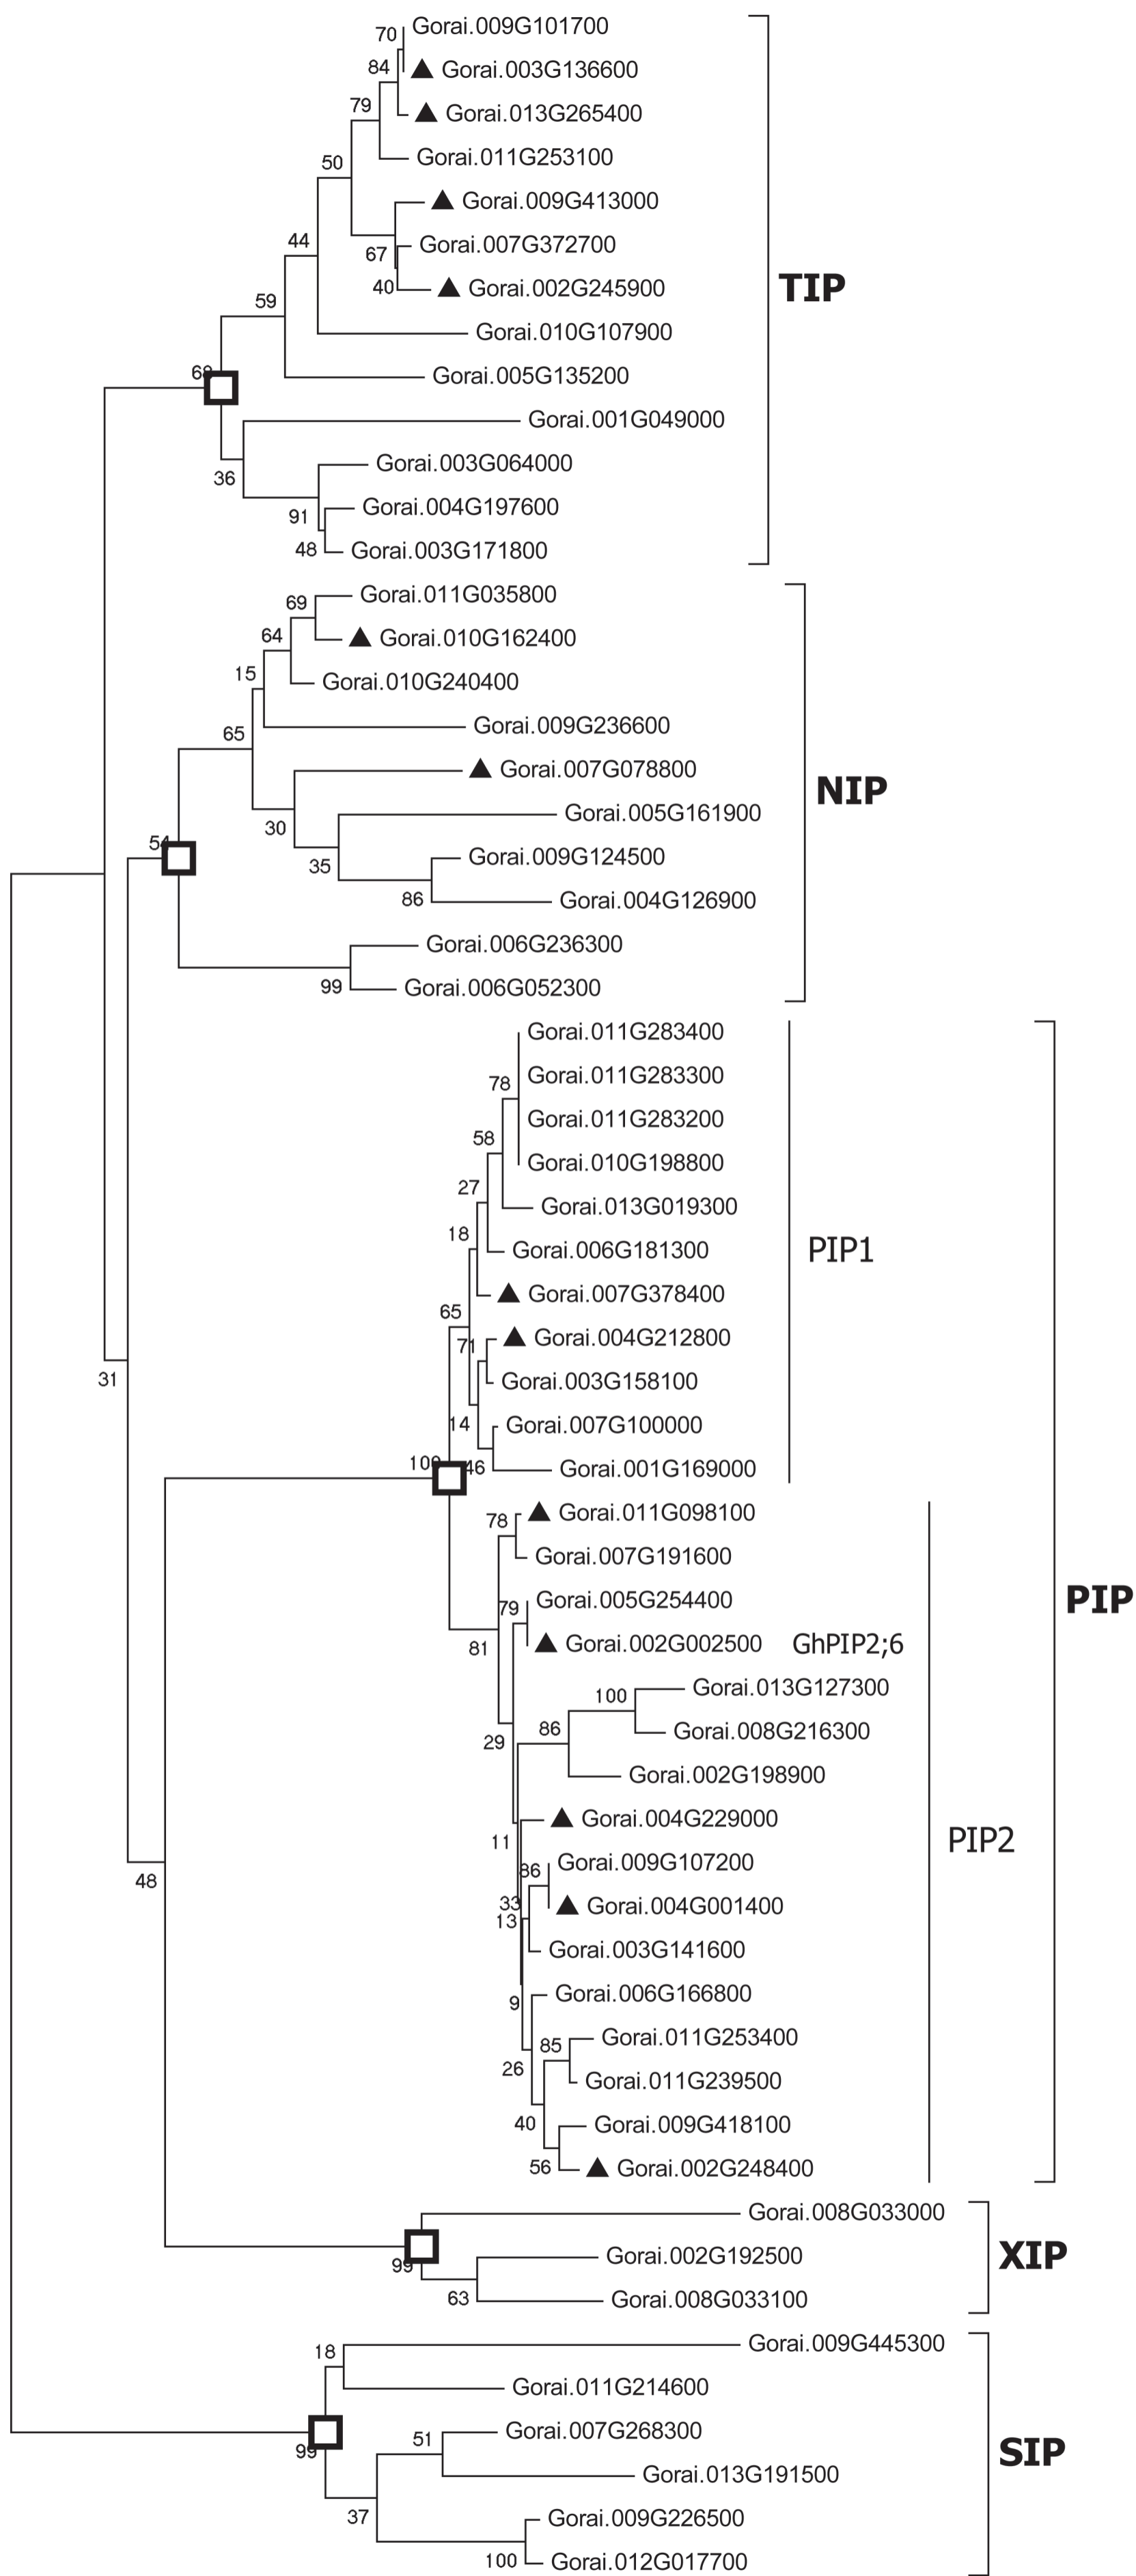 70
Gorai.009G101700
84
Gorai.003G136600
79
Gorai.013G265400
50
Gorai.011G253100
44
Gorai.009G413000
67
Gorai.007G372700
40
Gorai.002G245900
TIP
59
Gorai.010G107900
68
Gorai.005G135200
Gorai.001G049000
36
Gorai.003G064000
91
Gorai.004G197600
48
Gorai.003G171800
69
Gorai.011G035800
64
Gorai.010G162400
15
Gorai.010G240400
65
Gorai.009G236600
Gorai.007G078800
NIP
30
Gorai.005G161900
54
35
Gorai.009G124500
86
Gorai.004G126900
Gorai.006G236300
99
Gorai.006G052300
Gorai.011G283400
78
Gorai.011G283300
58
Gorai.011G283200
27
Gorai.010G198800
18
Gorai.013G019300
Gorai.006G181300
PIP1
65
Gorai.007G378400
71
Gorai.004G212800
31
Gorai.003G158100
14
Gorai.007G100000
100
46
Gorai.001G169000
78
Gorai.011G098100
Gorai.007G191600
79
Gorai.005G254400
PIP
81
Gorai.002G002500 GhPIP2;6
100
Gorai.013G127300
29
86
Gorai.008G216300
Gorai.002G198900
11
Gorai.004G229000
PIP2
48
86
Gorai.009G107200
33
Gorai.004G001400
13
Gorai.003G141600
9
Gorai.006G166800
85
Gorai.011G253400
26
Gorai.011G239500
40
Gorai.009G418100
56
Gorai.002G248400
Gorai.008G033000
99
Gorai.002G192500
XIP
63
Gorai.008G033100
18
Gorai.009G445300
Gorai.011G214600
99
51
Gorai.007G268300
SIP
Gorai.013G191500
37
Gorai.009G226500
100
Gorai.012G017700